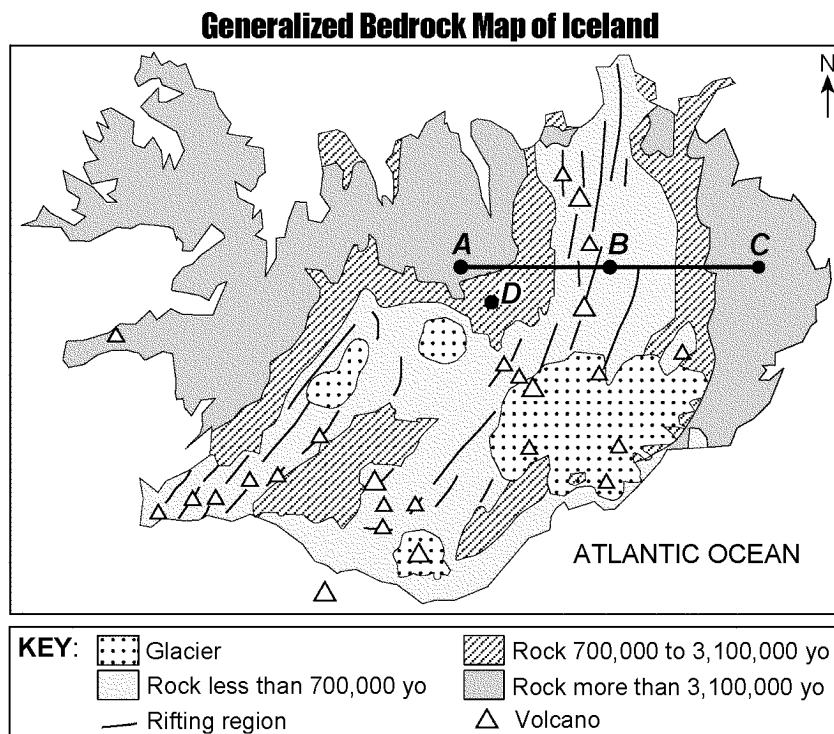 Generalized Bedrock Map of Iceland
N
A
B
C
D
ATLANTIC OCEAN
KEY:
Glacier
Rock 700,000 to 3,100,000 yo
Rock less than 700,000 yo
Rock more than 3,100,000 yo
Rifting region
Volcano